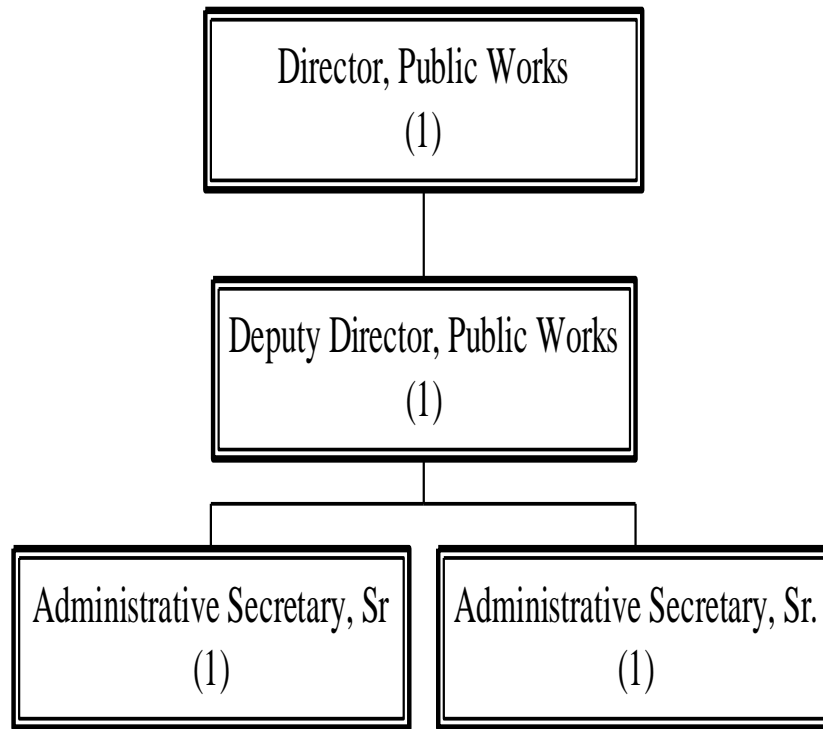 Director, Public Works
(1)
Deputy Director, Public Works
(1)
Administrative Secretary, Sr
(1)
Administrative Secretary, Sr.
(1)